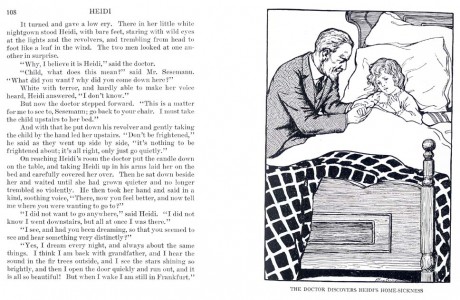 168 HEIDI
It turned and gave a low cry. There in her little white
nightgown stood Heidi, with bare feet, staring with wild eyes
at the lights and the revolvers, and trembling from head to
foot like a leaf in the wind. The two men looked at one an-
other in surprise.
"Why, I believe it is Heidi," said the doctor.
"Child, what does this mean?" said Mr. Sesemann.
"What did you want? why did you come down here?"
White with terror, and hardly able to make her voice
heard, Heidi answered, "I don't know."
But now the doctor stepped forward. "This is a matter
for me to see to, Sesemann; go back to your chair. I must take
the child upstairs to her bed."
And with that he put down his revolver and gently taking
the child by the hand led her upstairs. "Don't be frightened,"
he said as they went up side by side, "it's nothing to be
frightened about; it's all right, only just go quietly."
On reaching Heidi's room the doctor put the candle down
on the table, and taking Heidi up in his arms laid her on the
bed and carefully covered her over. Then he sat down beside
her and waited until she had grown quieter and no longer
trembled so violently. He then took her hand and said in a
kind, soothing voice, "There, now you feel better, and now tell
me where you were wanting to go to?"
"I did not want to go anywhere," said Heidi. "I did not
know I went downstairs, but all at once I was there."
"I see, and had you been dreaming, so that you seemed to
see and hear something very distinctly?"
"Yes, I dream every night, and always about the same
things. I think I am back with grandfather, and I hear the
sound in the fir trees outside, and I see the stars shining so
brightly, and then I open the door quickly and run out, and it
is all so beautiful! But when I wake I am still in Frankfurt."
THE DOCTOR DISCOVERS HEIDI'S HOME-SICKNESS